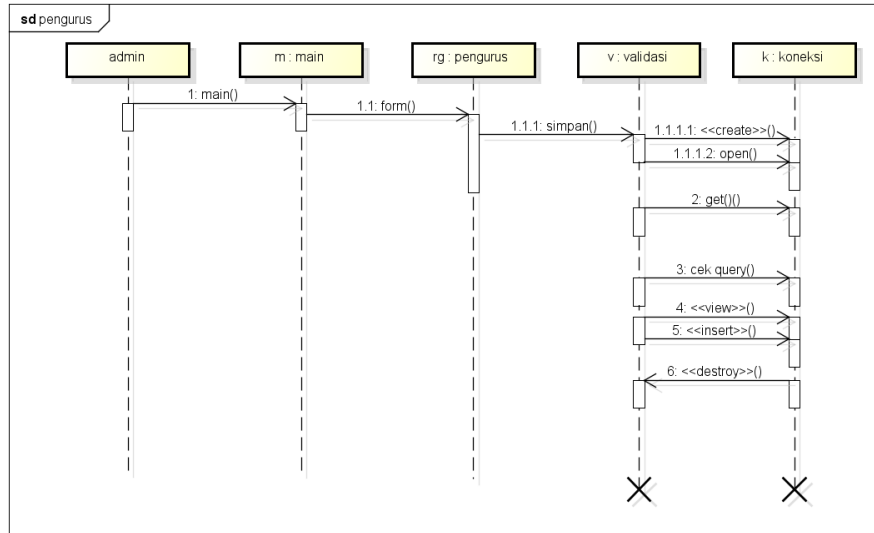 sd pengurus
admin
m : main
rg : pengurus
v : validasi
k : koneksi
1: main()
1.1: form()
1.1.1: simpan()
1.1.1.1: <<create>>()
1.1.1.2: open()
2: get()()
3: cek query()
4: <<view>>()
5: <<insert>>()
6: <<destroy>>()